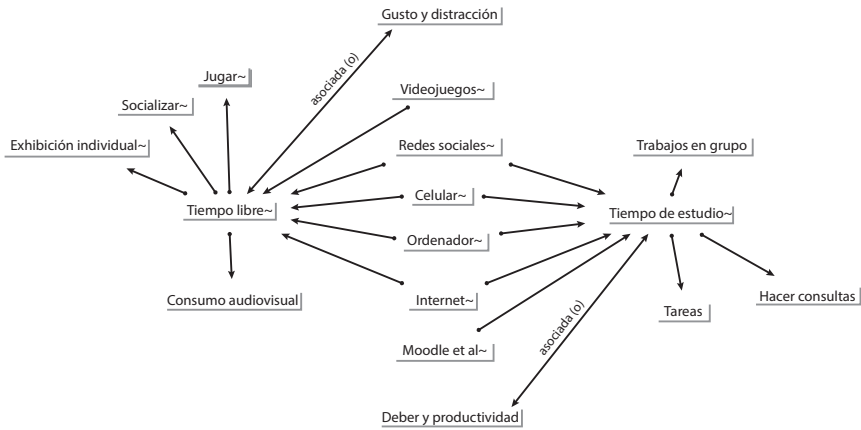 Gusto y distracción
asociada (o)
Jugar~
Videojuegos~
Socializar~
Exhibición individual~
Redes sociales~
Trabajos en grupo
Celular~
Tiempo libre~
Tiempo de estudio~
Ordenador~
Consumo audiovisual
Internet~
Hacer consultas
Tareas
asociada (o)
Moodle et al~
Deber y productividad